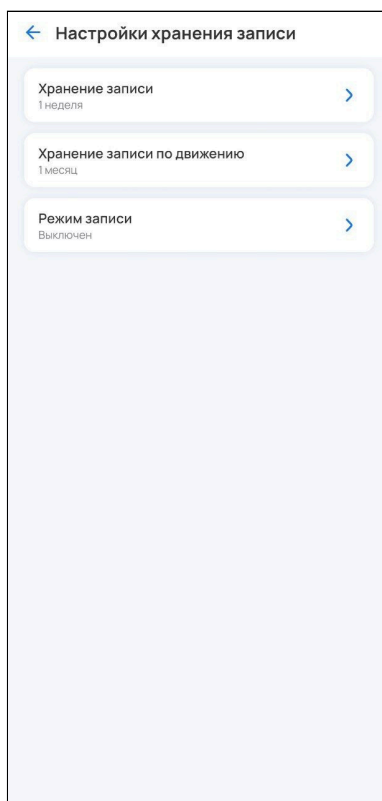 Настройки хранения записи
Хранение записи
1 неделя
Хранение записи по движению
1 месяц
Режим записи
Выключен